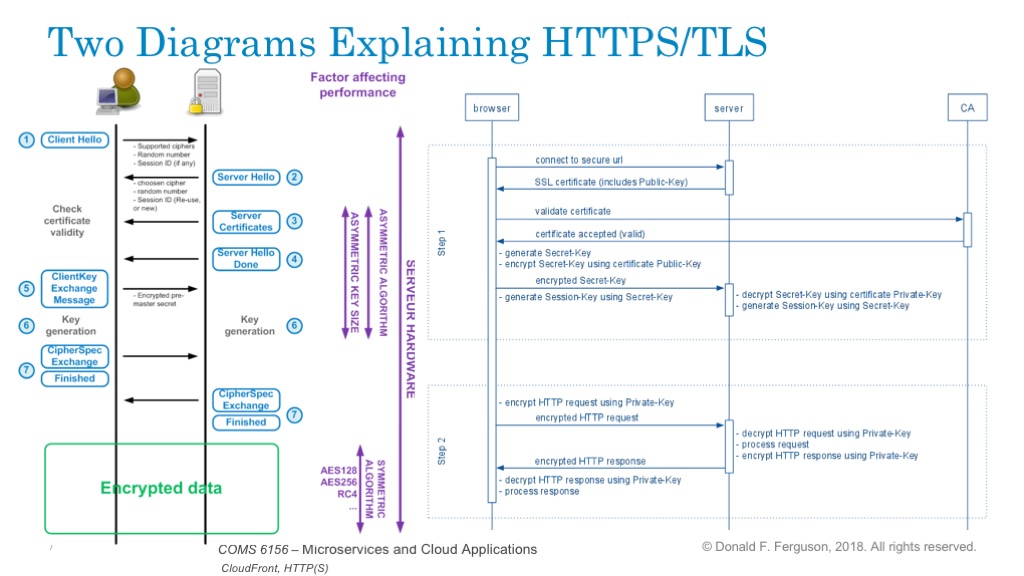 Two Diagrams Explaining HTTPS/TLS
Factor affecting
performance
1
Client Hello
- Supported ciphers
- Random number
- Session ID (if any)
Server Hello
2
- choosen cipher
- random number
- Session ID (Re-use,
or new)
Check
certificate
validity
Server
Certificates
3
Server Hello
Done
4
5
ClientKey
Exchange
Message
- Encrypted pre-
master secret
6
Key
generation
Key
generation
6
7
CipherSpec
Exchange
Finished
CipherSpec
Exchange
Finished
7
Encrypted data
ASYMMETRIC KEY SIZE
ASYMMETRIC ALGORITHM
SERVEUR HARDWARE
AES128
AES256
RC4
...
SYMMETRIC
ALGORITHM
browser
server
CA
Step 1
connect to secure url
SSL certificate (includes Public-Key)
validate certificate
certificate accepted (valid)
- generate Secret-Key
- encrypt Secret-Key using certificate Public-Key
encrypted Secret-Key
- generate Session-Key using Secret-Key
- decrypt Secret-Key using certificate Private-Key
- generate Session-Key using Secret-Key
Step 2
- encrypt HTTP request using Private-Key
encrypted HTTP request
- decrypt HTTP request using Private-Key
- process request
- encrypt HTTP response using Private-Key
encrypted HTTP response
- decrypt HTTP response using Private-Key
- process response
/
COMS 6156 – Microservices and Cloud Applications
CloudFront, HTTP(S)
© Donald F. Ferguson, 2018. All rights reserved.